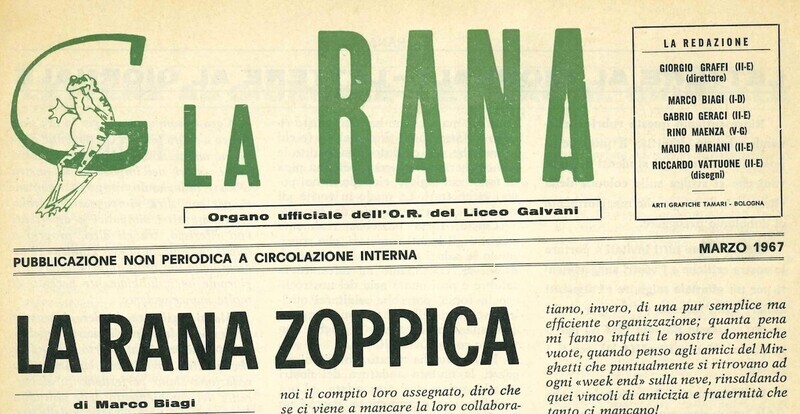 G LA RANA
Organo ufficiale dell'O.R. del Liceo Galvani
LA REDAZIONE
GIORGIO GRAFFI (II-E)
(direttore)
MARCO BIAGI (I-D)
GABRIO GERACI (II-E)
RINO MAENZA (V-G)
MAURO MARIANI (II-E)
RICCARDO VATTUONE (II-E)
(disegni)
ARTI GRAFICHE TAMARI - BOLOGNA
PUBBLICAZIONE NON PERIODICA A CIRCOLAZIONE INTERNA
MARZO 1967
LA RANA ZOPPICA
di Marco Biagi
noi il compito loro assegnato, dirò che
se ci viene a mancare la loro collabora-
tiamo, invero, di una pur semplice ma
efficiente organizzazione; quanta pena
mi fanno infatti le nostre domeniche
vuote, quando penso agli amici del Min-
ghetti che puntualmente si ritrovano ad
ogni «week end» sulla neve, rinsaldando
quei vincoli di amicizia e fraternità che
tanto ci mancano!